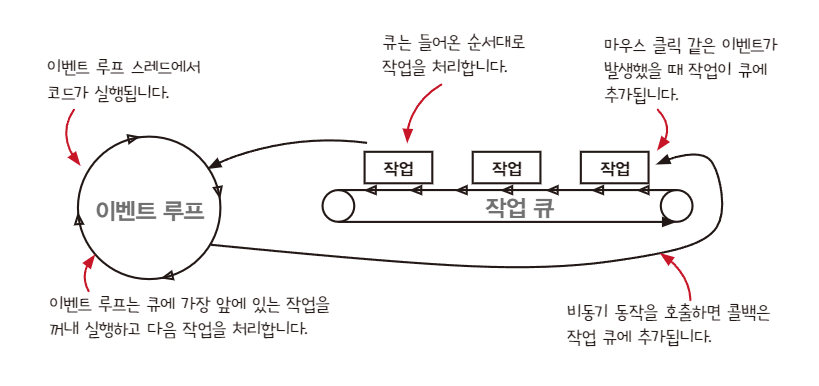 큐는 들어온 순서대로
작업을 처리합니다.
마우스 클릭 같은 이벤트가
발생했을 때 작업이 큐에
추가됩니다.
이벤트 루프 스레드에서
코드가 실행됩니다.
작업
작업
작업
이벤트 루프
작업 큐
이벤트 루프는 큐에 가장 앞에 있는 작업을
꺼내 실행하고 다음 작업을 처리합니다.
비동기 동작을 호출하면 콜백은
작업 큐에 추가됩니다.